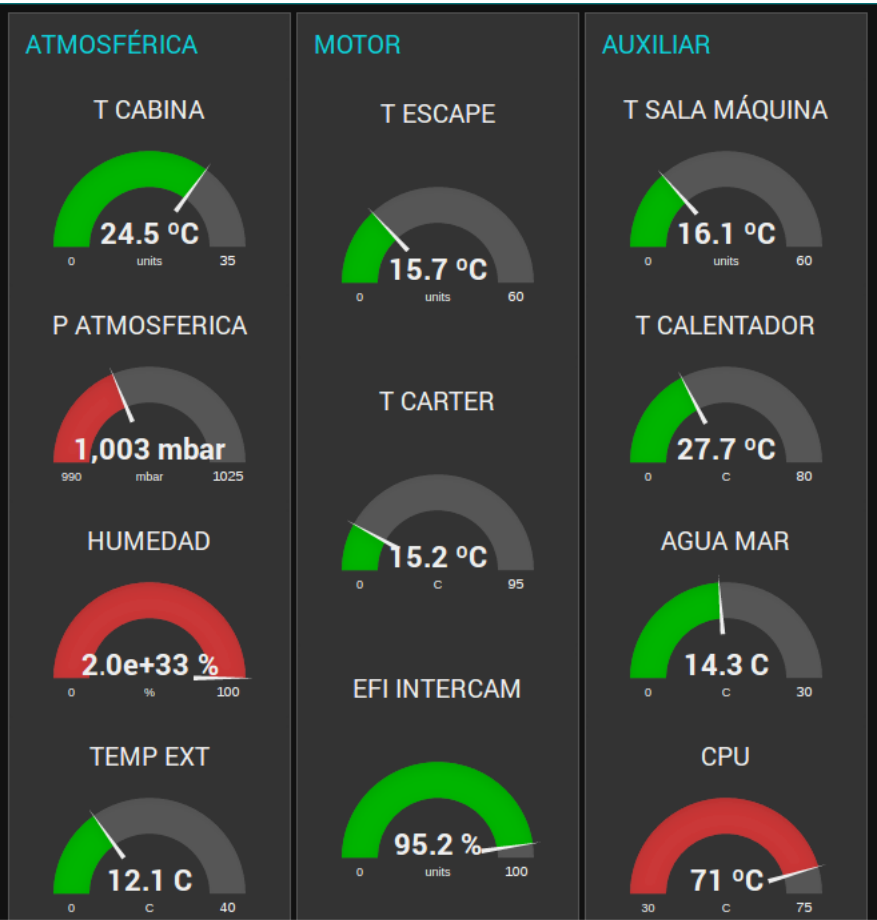 ATMOSFÉRICA
T CABINA
24.5 ºC
0 units 35
P ATMOSFERICA
1,003 mbar
990 mbar 1025
HUMEDAD
2.0e+33 %
0 % 100
TEMP EXT
12.1 C
0 C 40
MOTOR
T ESCAPE
15.7 ºC
0 units 60
T CARTER
15.2 ºC
0 C 95
EFI INTERCAM
95.2 %
0 units 100
AUXILIAR
T SALA MÁQUINA
16.1 ºC
0 units 60
T CALENTADOR
27.7 ºC
0 C 80
AGUA MAR
14.3 C
0 C 30
CPU
71 ºC
30 C 75